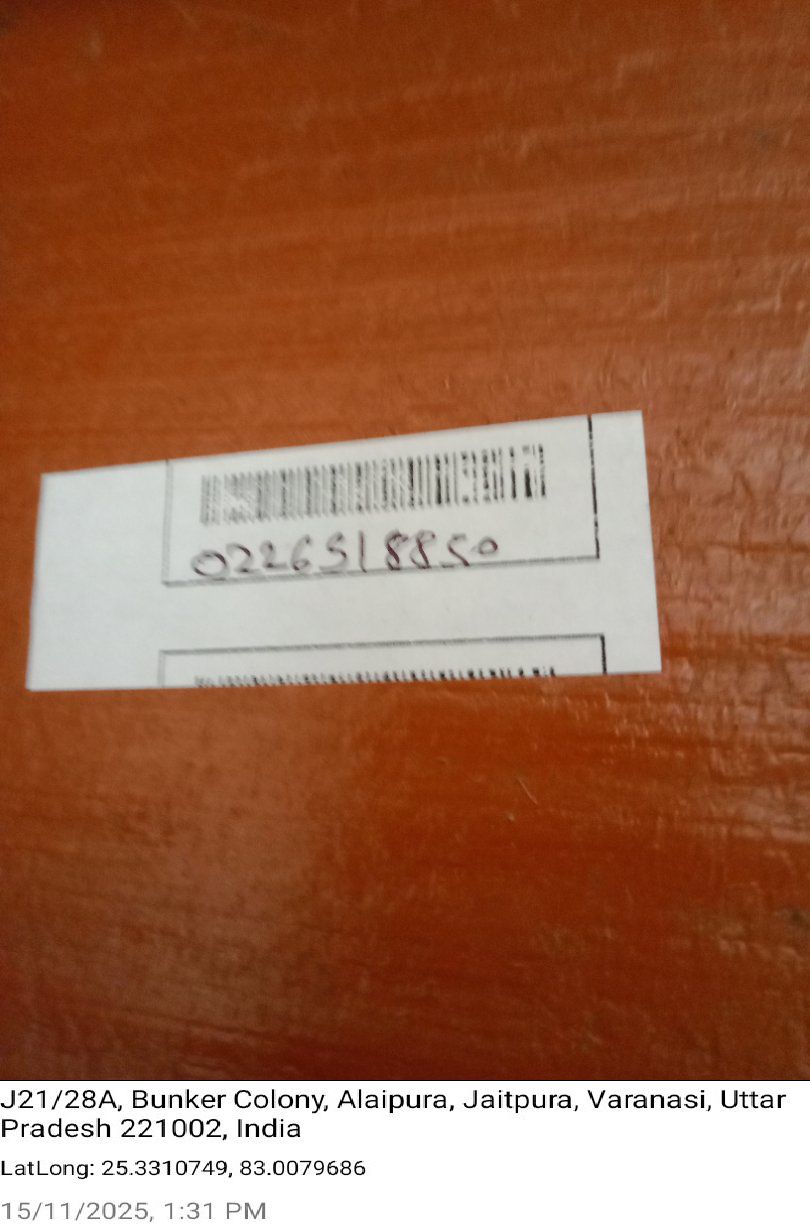 0226518850
J21/28A, Bunker Colony, Alaipura, Jaitpura, Varanasi, Uttar
Pradesh 221002, India
LatLong: 25.3310749, 83.0079686
15/11/2025, 1:31 PM